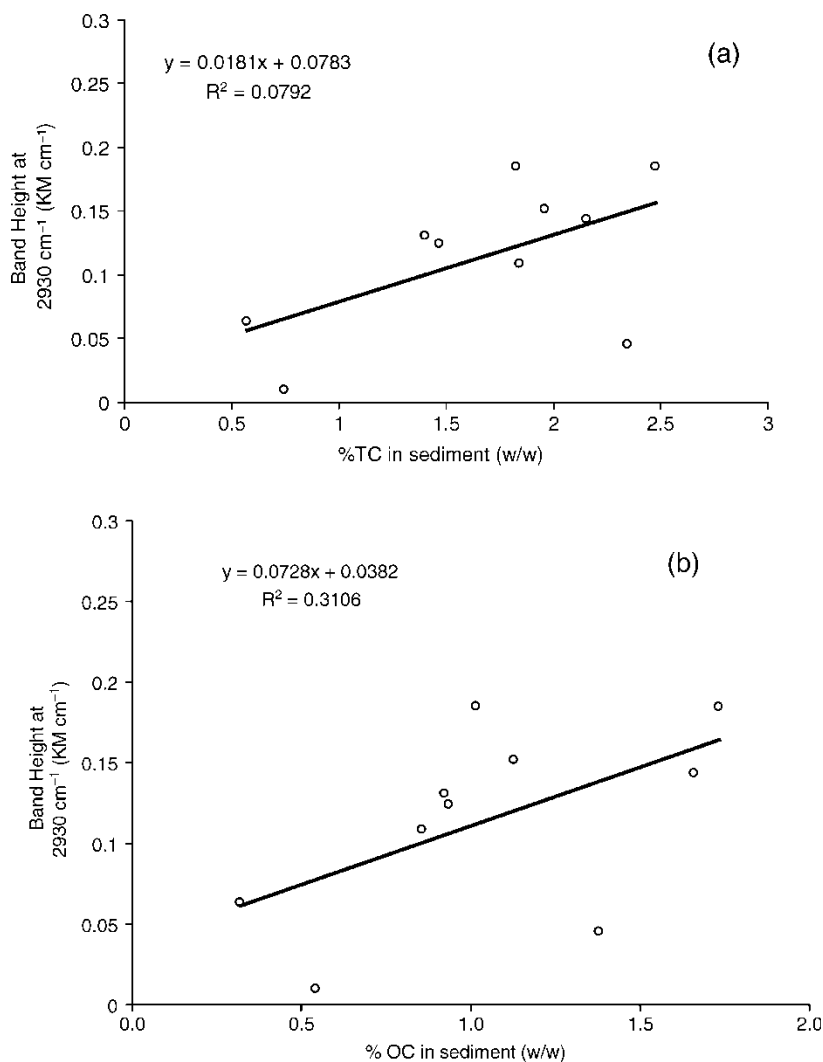 0.3
(a)
y = 0.0181x + 0.0783
R² = 0.0792
0.25
0.2
0.15
0.1
0.05
0
Band Height at
2930 cm⁻¹ (KM cm⁻¹)
0 0.5 1 1.5 2 2.5 3
%TC in sediment (w/w)
0.3
(b)
y = 0.0728x + 0.0382
R² = 0.3106
0.25
0.2
0.15
0.1
0.05
0
Band Height at
2930 cm⁻¹ (KM cm⁻¹)
0.0 0.5 1.0 1.5 2.0
% OC in sediment (w/w)